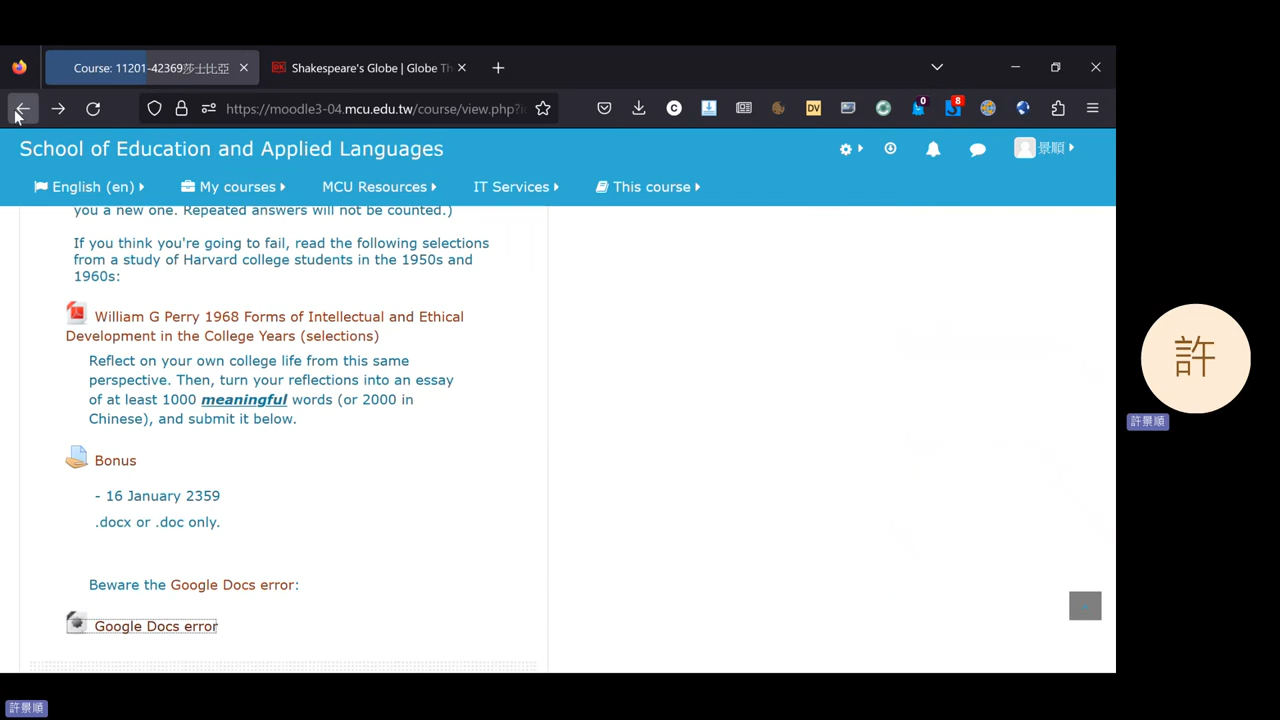 Course: 11201-42369莎士比亞
Shakespeare's Globe | Globe Th
https://moodle3-04.mcu.edu.tw/course/view.php?i
C
DV
0
8
School of Education and Applied Languages
景順
English (en)
My courses
MCU Resources
IT Services
This course
you a new one. Repeated answers will not be counted.)
If you think you're going to fail, read the following selections
from a study of Harvard college students in the 1950s and
1960s:
William G Perry 1968 Forms of Intellectual and Ethical
Development in the College Years (selections)
Reflect on your own college life from this same
perspective. Then, turn your reflections into an essay
of at least 1000 meaningful words (or 2000 in
Chinese), and submit it below.
Bonus
- 16 January 2359
.docx or .doc only.
Beware the Google Docs error:
Google Docs error
許
許景順
許景順